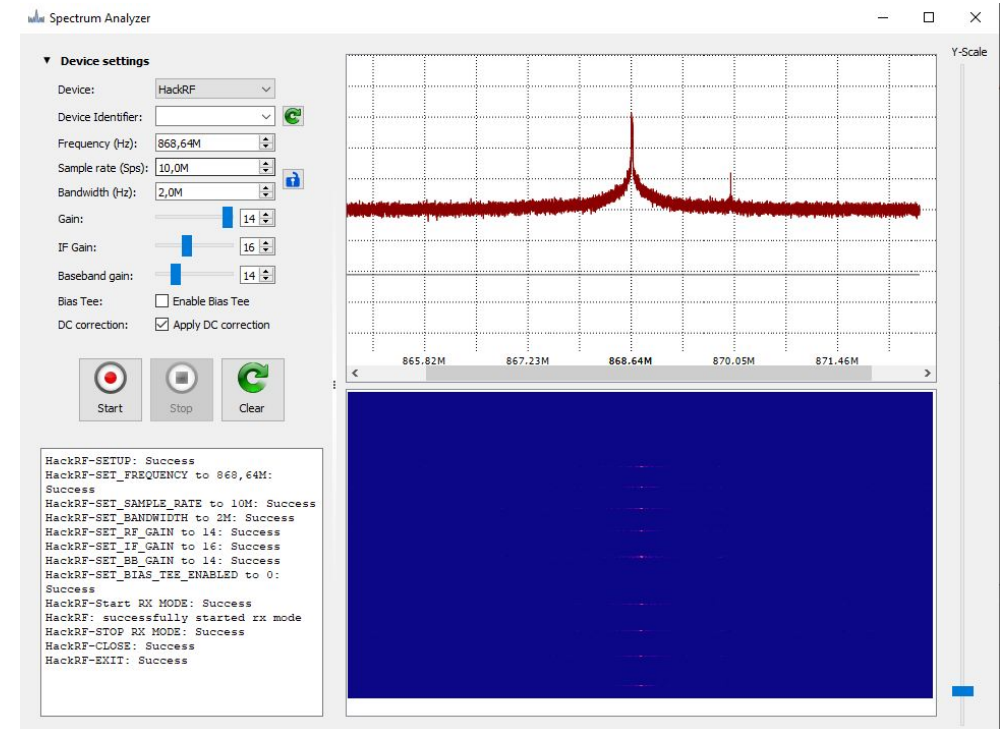 Spectrum Analyzer
Device settings
Device: HackRF
Device Identifier:
Frequency (Hz): 868,64M
Sample rate (Sps): 10,0M
Bandwidth (Hz): 2,0M
Gain: 14
IF Gain: 16
Baseband gain: 14
Bias Tee: Enable Bias Tee
DC correction: Apply DC correction
Start Stop Clear
HackRF-SETUP: Success
HackRF-SET_FREQUENCY to 868,64M:
Success
HackRF-SET_SAMPLE_RATE to 10M: Success
HackRF-SET_BANDWIDTH to 2M: Success
HackRF-SET_RF_GAIN to 14: Success
HackRF-SET_IF_GAIN to 16: Success
HackRF-SET_BB_GAIN to 14: Success
HackRF-SET_BIAS_TEE_ENABLED to 0:
Success
HackRF-Start RX MODE: Success
HackRF: successfully started rx mode
HackRF-STOP RX MODE: Success
HackRF-CLOSE: Success
HackRF-EXIT: Success
865.82M 867.23M 868.64M 870.05M 871.46M
Y-Scale